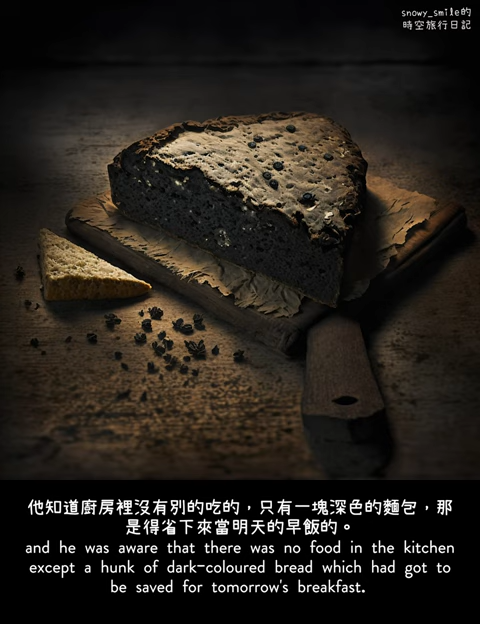 snowy_smile的
時空旅行日記
他知道廚房裡沒有別的吃的，只有一塊深色的麵包，那
是得省下來當明天的早飯的。
and he was aware that there was no food in the kitchen
except a hunk of dark-coloured bread which had got to
be saved for tomorrow's breakfast.